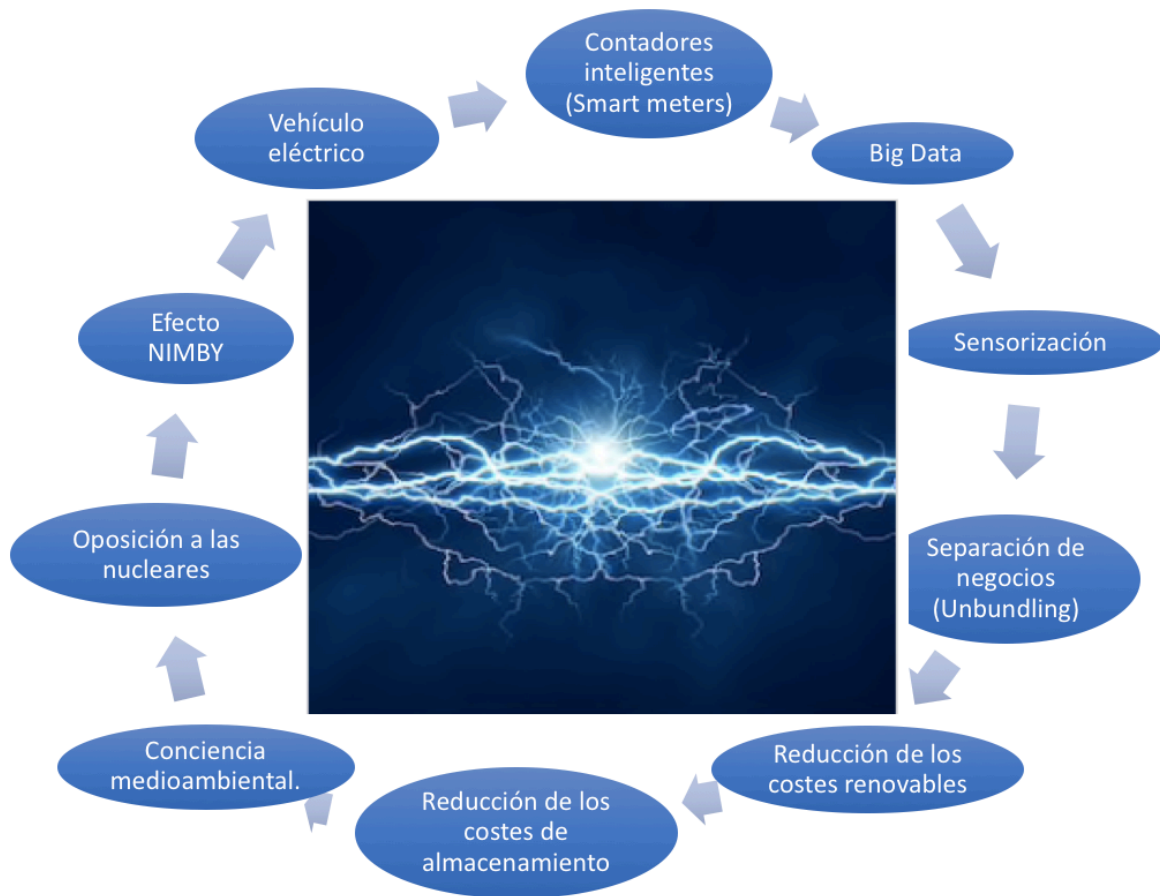 Contadores
inteligentes
(Smart meters)
Big Data
Sensorización
Separación de
negocios
(Unbundling)
Reducción de los
costes renovables
Reducción de los
costes de
almacenamiento
Conciencia
medioambiental.
Oposición a las
nucleares
Efecto
NIMBY
Vehículo
eléctrico